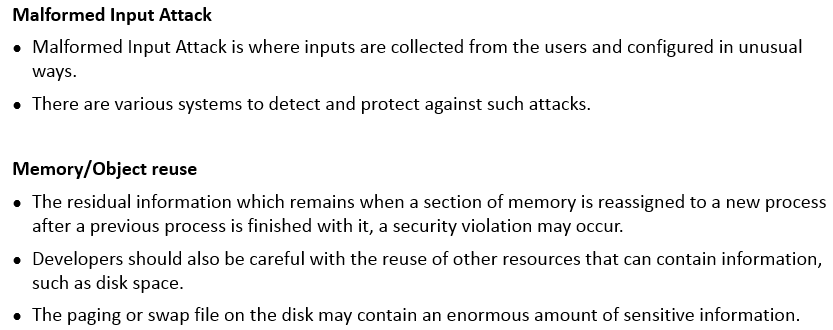 Malformed Input Attack
• Malformed Input Attack is where inputs are collected from the users and configured in unusual
ways.
• There are various systems to detect and protect against such attacks.
Memory/Object reuse
• The residual information which remains when a section of memory is reassigned to a new process
after a previous process is finished with it, a security violation may occur.
• Developers should also be careful with the reuse of other resources that can contain information,
such as disk space.
• The paging or swap file on the disk may contain an enormous amount of sensitive information.